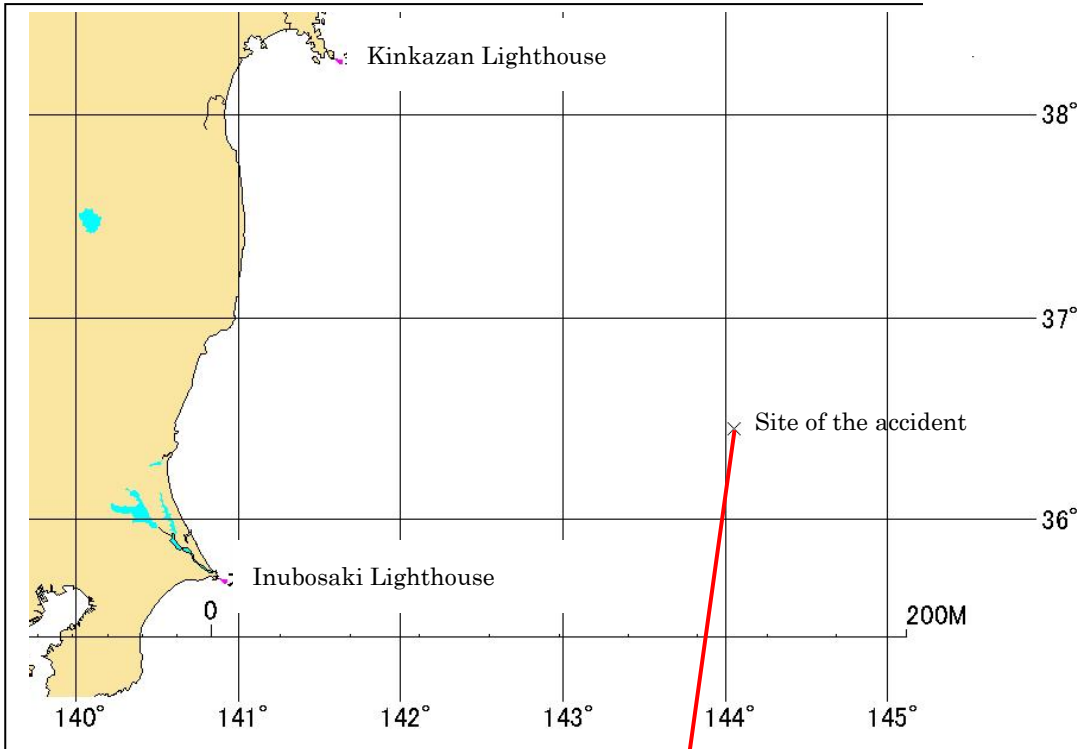 Kinkazan Lighthouse
38°
37°
Site of the accident
36°
Inubosaki Lighthouse
0
200M
140°
141°
142°
143°
144°
145°